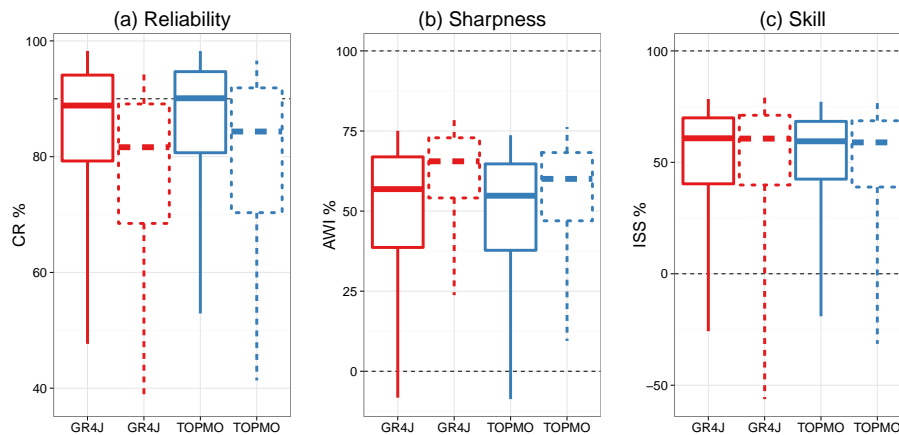 (a) Reliability
(b) Sharpness
(c) Skill
CR %
100
80
60
40
GR4J GR4J TOPMO TOPMO
AWI %
100
75
50
25
0
GR4J GR4J TOPMO TOPMO
ISS %
100
50
0
−50
GR4J GR4J TOPMO TOPMO